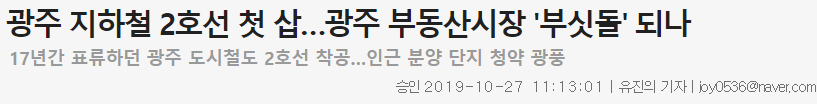 광주 지하철 2호선 첫 삽...광주 부동산시장 '부싯돌' 되나
17년간 표류하던 광주 도시철도 2호선 착공...인근 분양 단지 청약 광풍
승인 2019-10-27 11:13:01 | 유진의 기자 | joy0536@naver.com